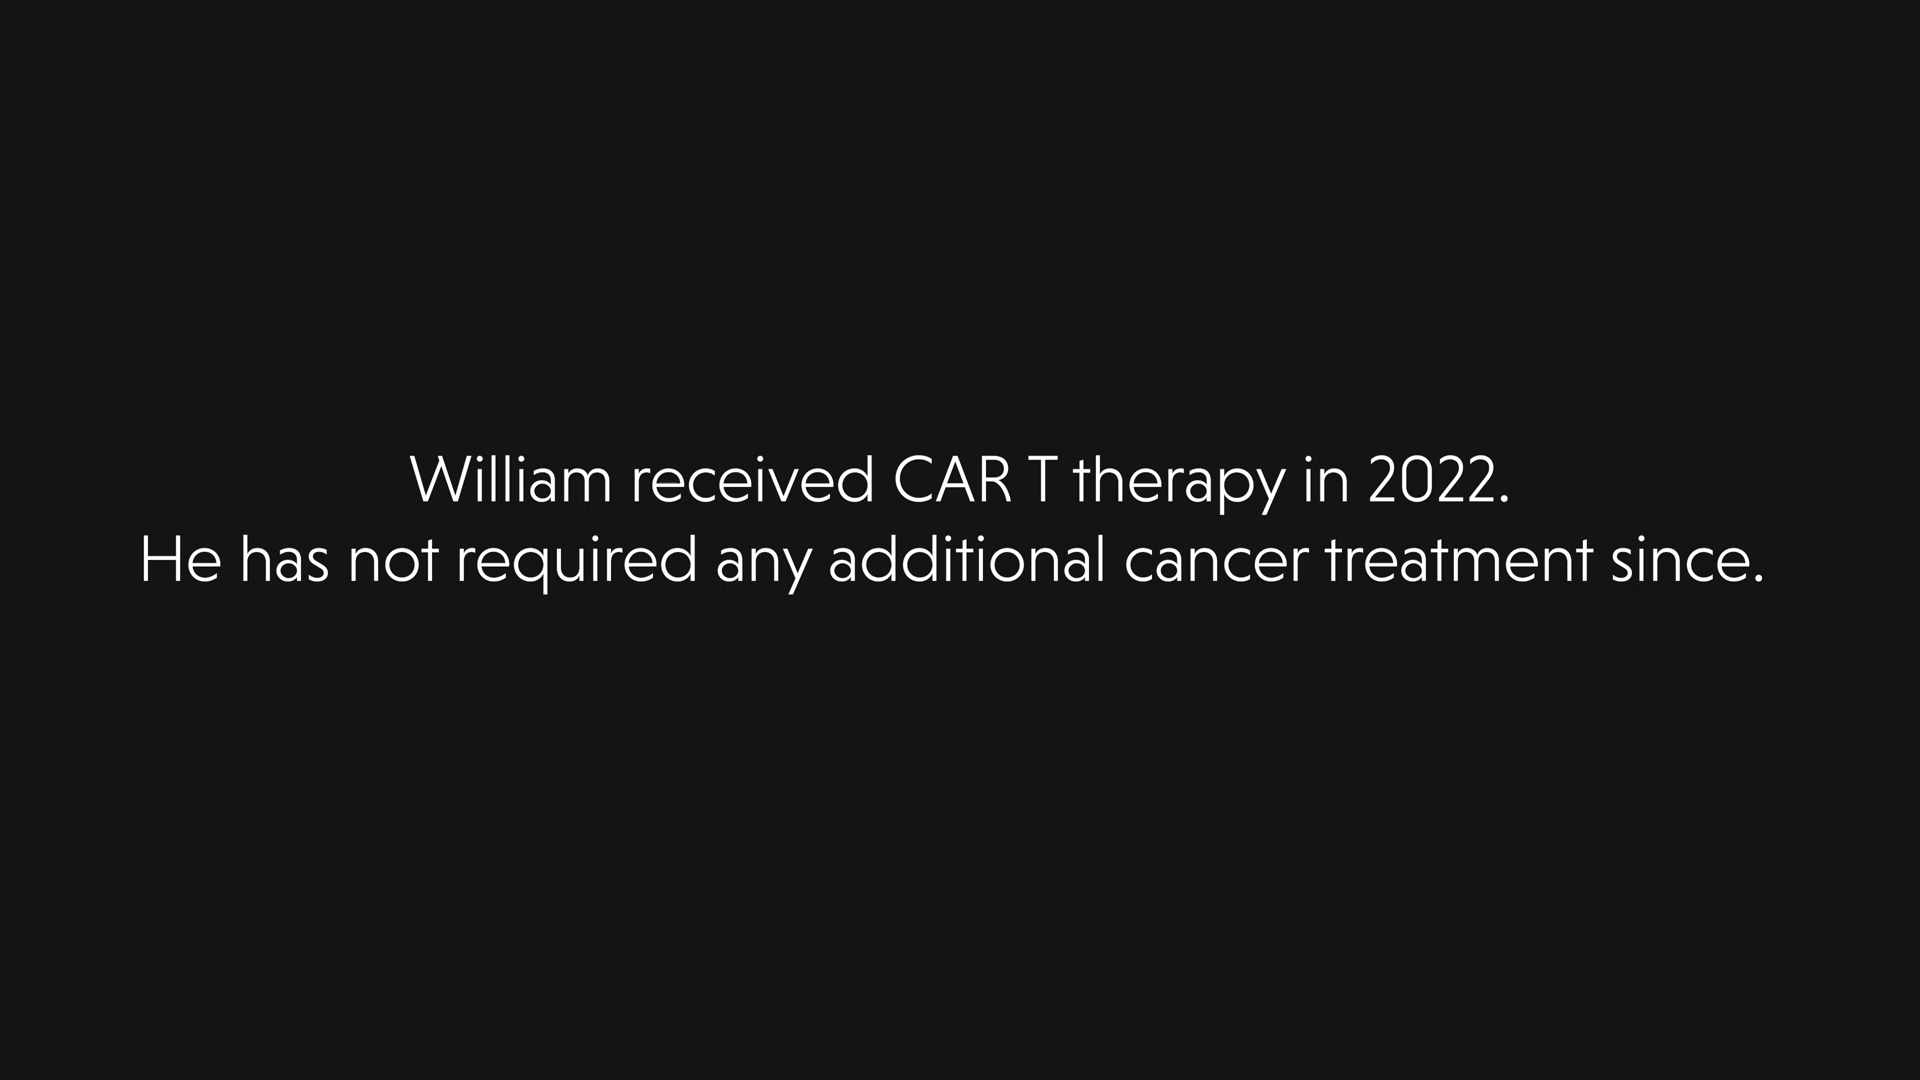 William received CAR T therapy in 2022.
He has not required any additional cancer treatment since.